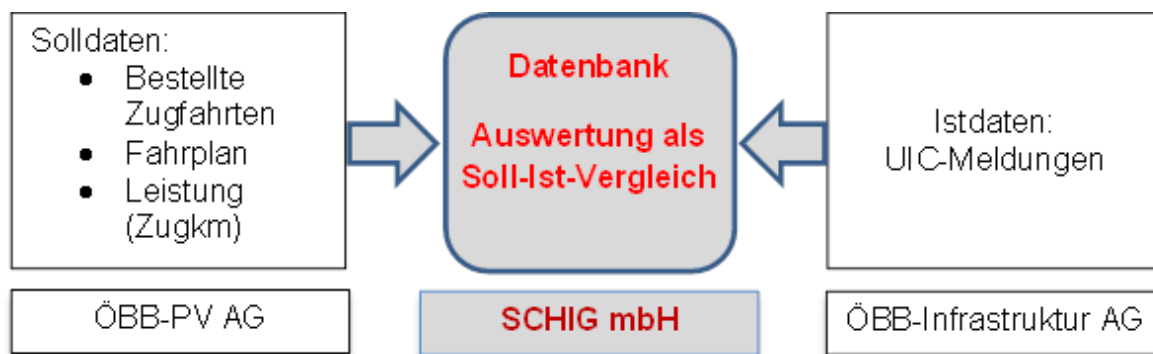 Solldaten:
• Bestellte
Zugfahrten
• Fahrplan
• Leistung
(Zugkm)
Datenbank
Auswertung als
Soll-Ist-Vergleich
Istdaten:
UIC-Meldungen
ÖBB-PV AG
SCHIG mbH
ÖBB-Infrastruktur AG